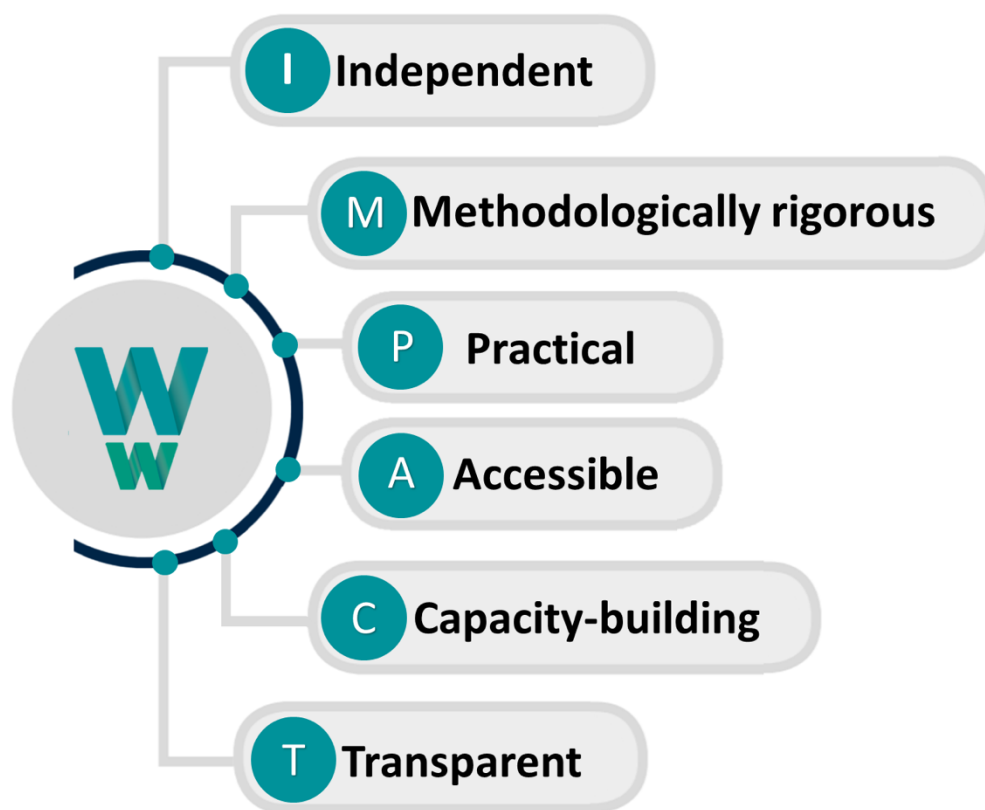 I Independent
M Methodologically rigorous
P Practical
W
W
A Accessible
C Capacity-building
T Transparent